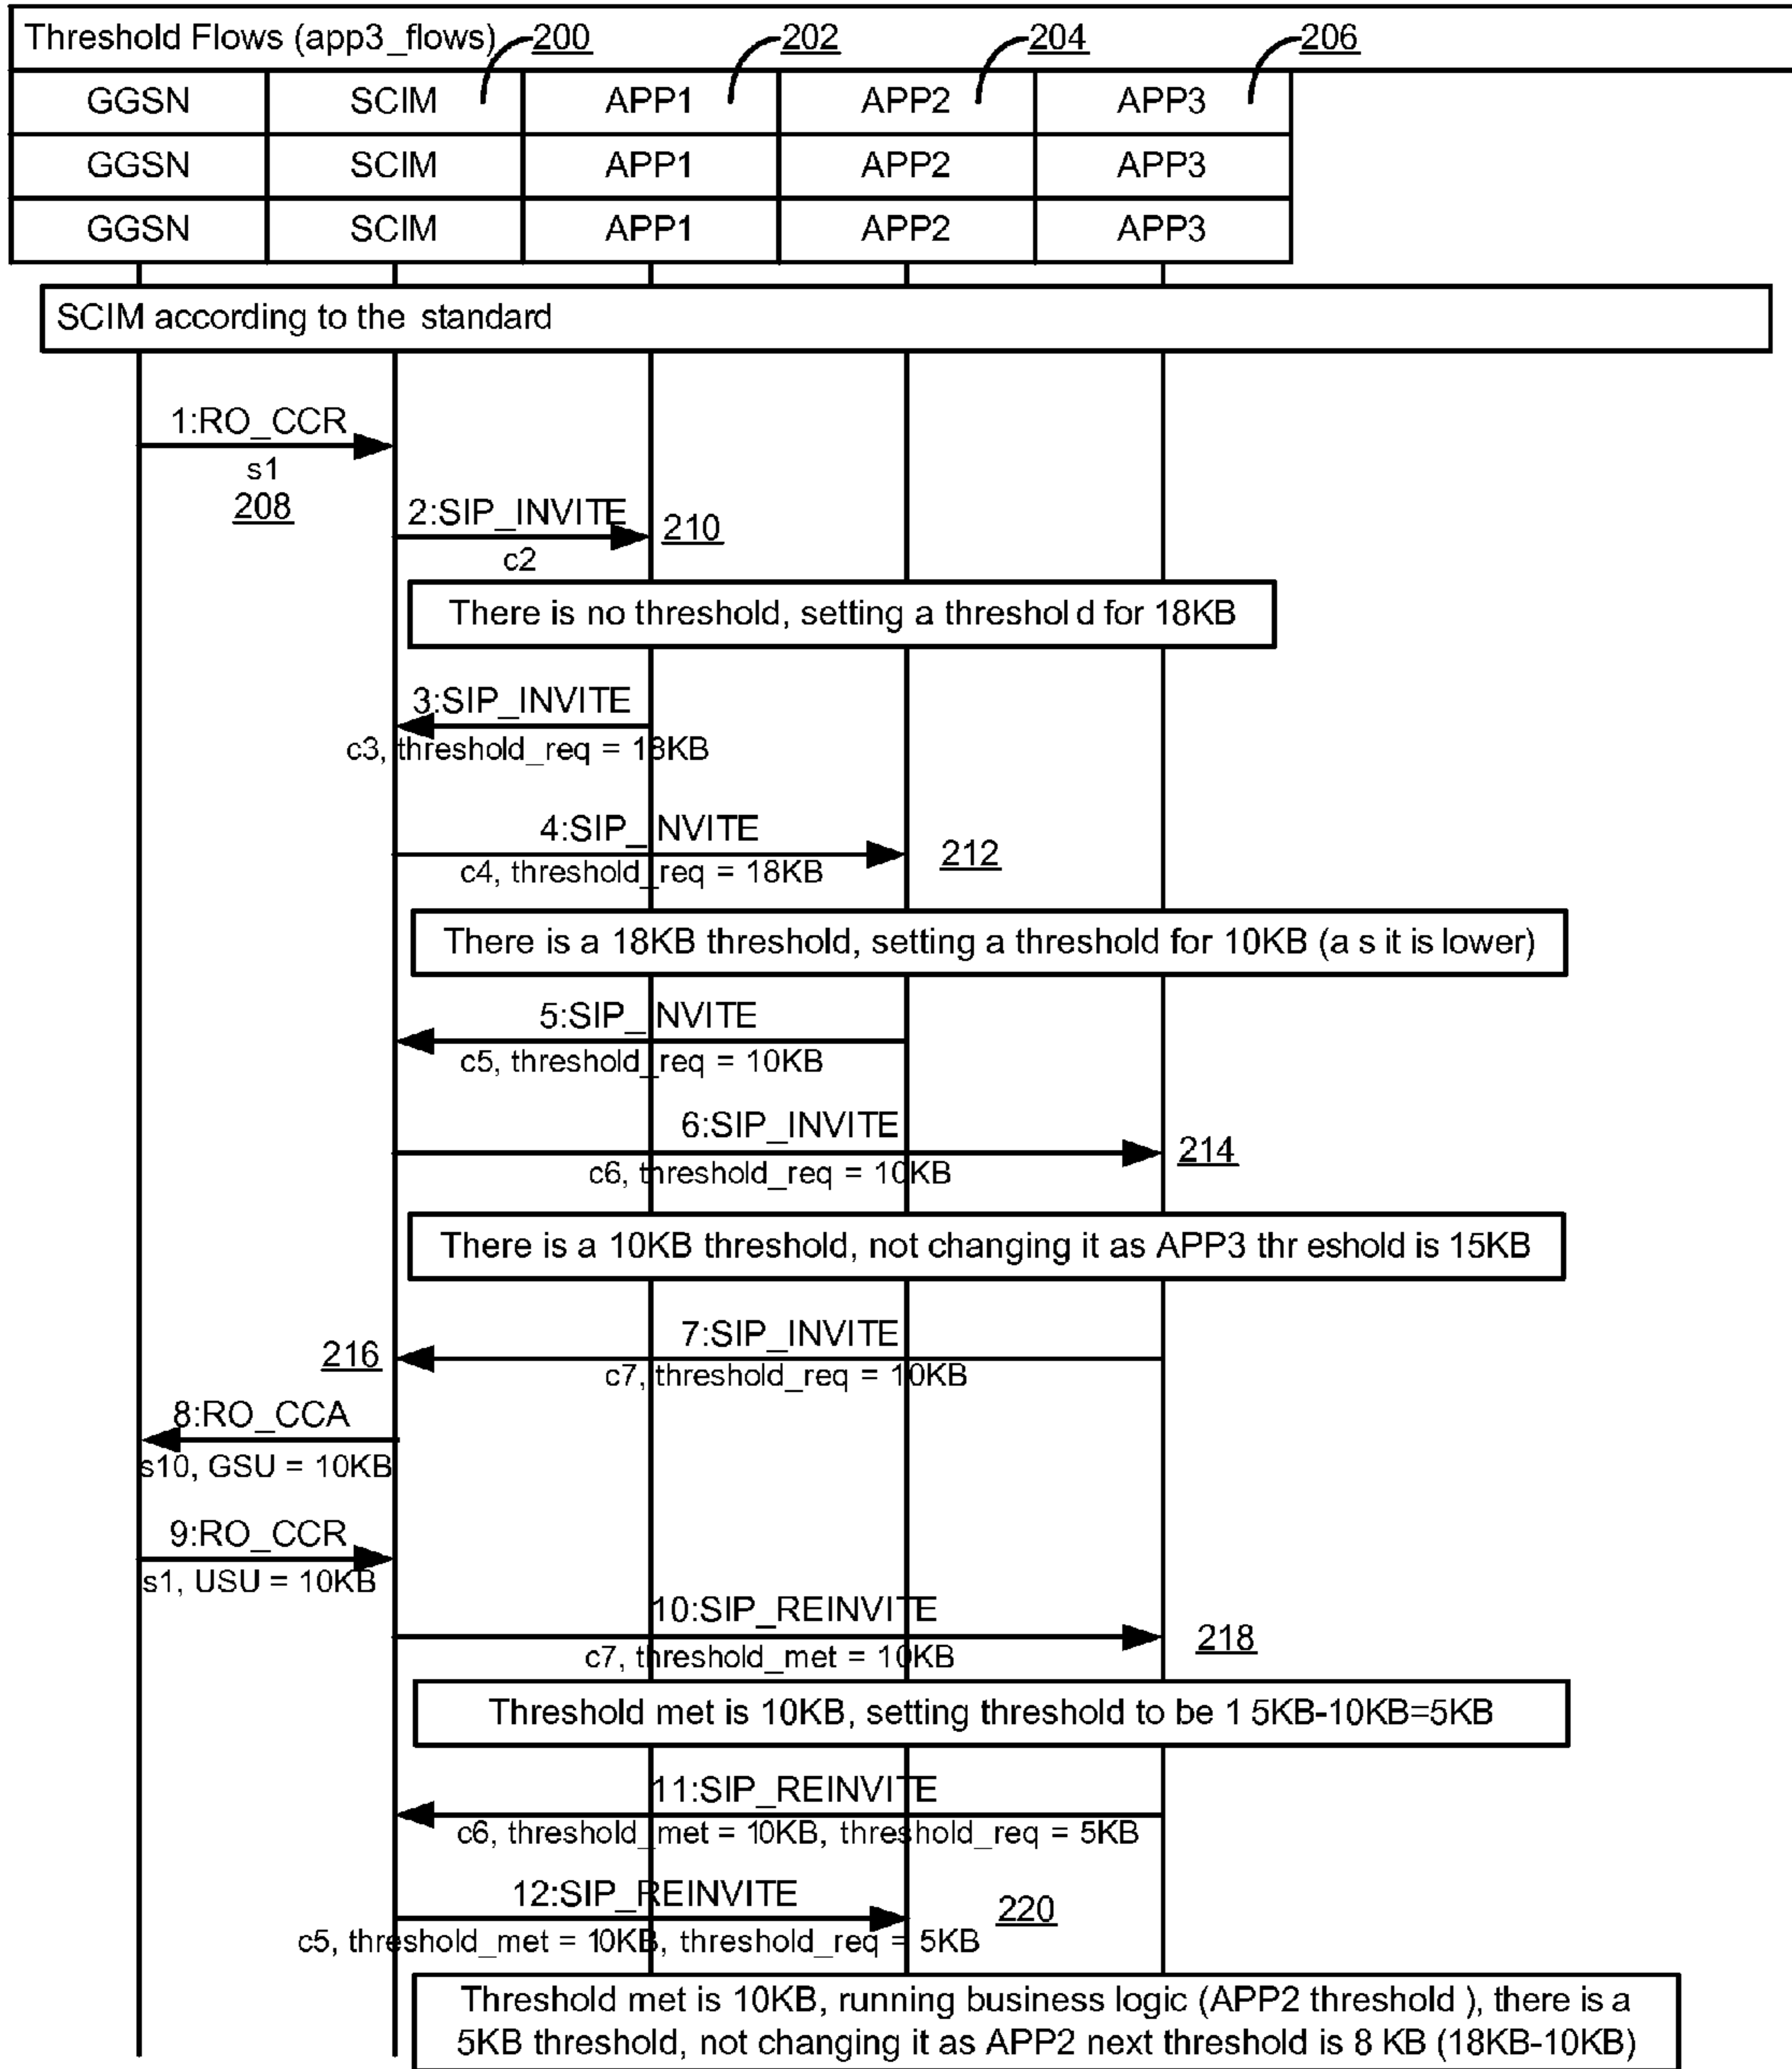 Threshold Flows (app3_flows) 200 202 204 206
GGSN SCIM APP1 APP2 APP3
GGSN SCIM APP1 APP2 APP3
GGSN SCIM APP1 APP2 APP3
SCIM according to the standard
1:RO_CCR
s1
208
2:SIP_INVITE
210
c2
There is no threshold, setting a threshold for 18KB
3:SIP_INVITE
c3, threshold_req = 18KB
4:SIP_INVITE
212
c4, threshold_req = 18KB
There is a 18KB threshold, setting a threshold for 10KB (a s it is lower)
5:SIP_INVITE
c5, threshold_req = 10KB
6:SIP_INVITE
214
c6, threshold_req = 10KB
There is a 10KB threshold, not changing it as APP3 thr eshold is 15KB
7:SIP_INVITE
216
c7, threshold_req = 10KB
8:RO_CCA
s10, GSU = 10KB
9:RO_CCR
s1, USU = 10KB
10:SIP_REINVITE
218
c7, threshold_met = 10KB
Threshold met is 10KB, setting threshold to be 1 5KB-10KB=5KB
11:SIP_REINVITE
c6, threshold_met = 10KB, threshold_req = 5KB
12:SIP_REINVITE
220
c5, threshold_met = 10KB, threshold_req = 5KB
Threshold met is 10KB, running business logic (APP2 threshold ), there is a
5KB threshold, not changing it as APP2 next threshold is 8 KB (18KB-10KB)